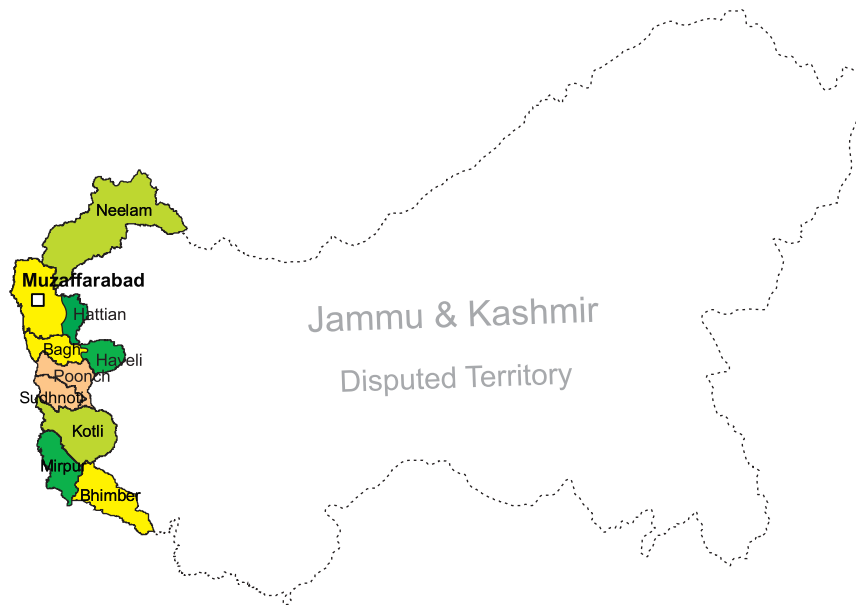 Neelam
Muzaffarabad
Hattian
Jammu & Kashmir
Bagh
Haveli
Poonch
Disputed Territory
Sudhnoti
Kotli
Mirpur
Bhimber